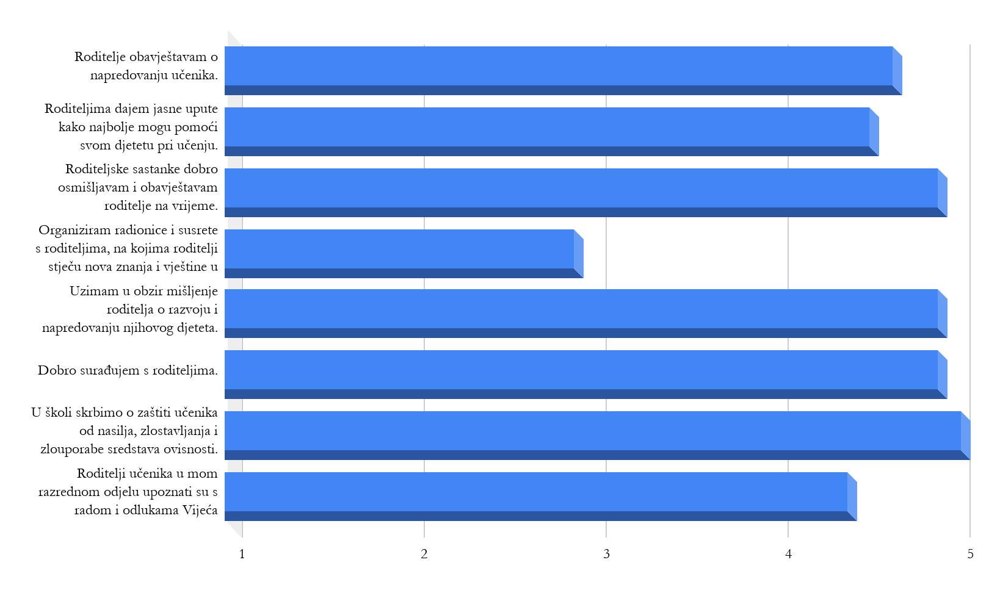 Roditelje obavještavam o
napredovanju učenika.
Roditeljima dajem jasne upute
kako najbolje mogu pomoći
svom djetetu pri učenju.
Roditeljske sastanke dobro
osmišljavam i obavještavam
roditelje na vrijeme.
Organiziram radionice i susrete
s roditeljima, na kojima roditelji
stječu nova znanja i vještine u
Uzimam u obzir mišljenje
roditelja o razvoju i
napredovanju njihovog djeteta.
Dobro surađujem s roditeljima.
U školi skrbimo o zaštiti učenika
od nasilja, zlostavljanja i
zlouporabe sredstava ovisnosti.
Roditelji učenika u mom
razrednom odjelu upoznati su s
radom i odlukama Vijeća
1 2 3 4 5